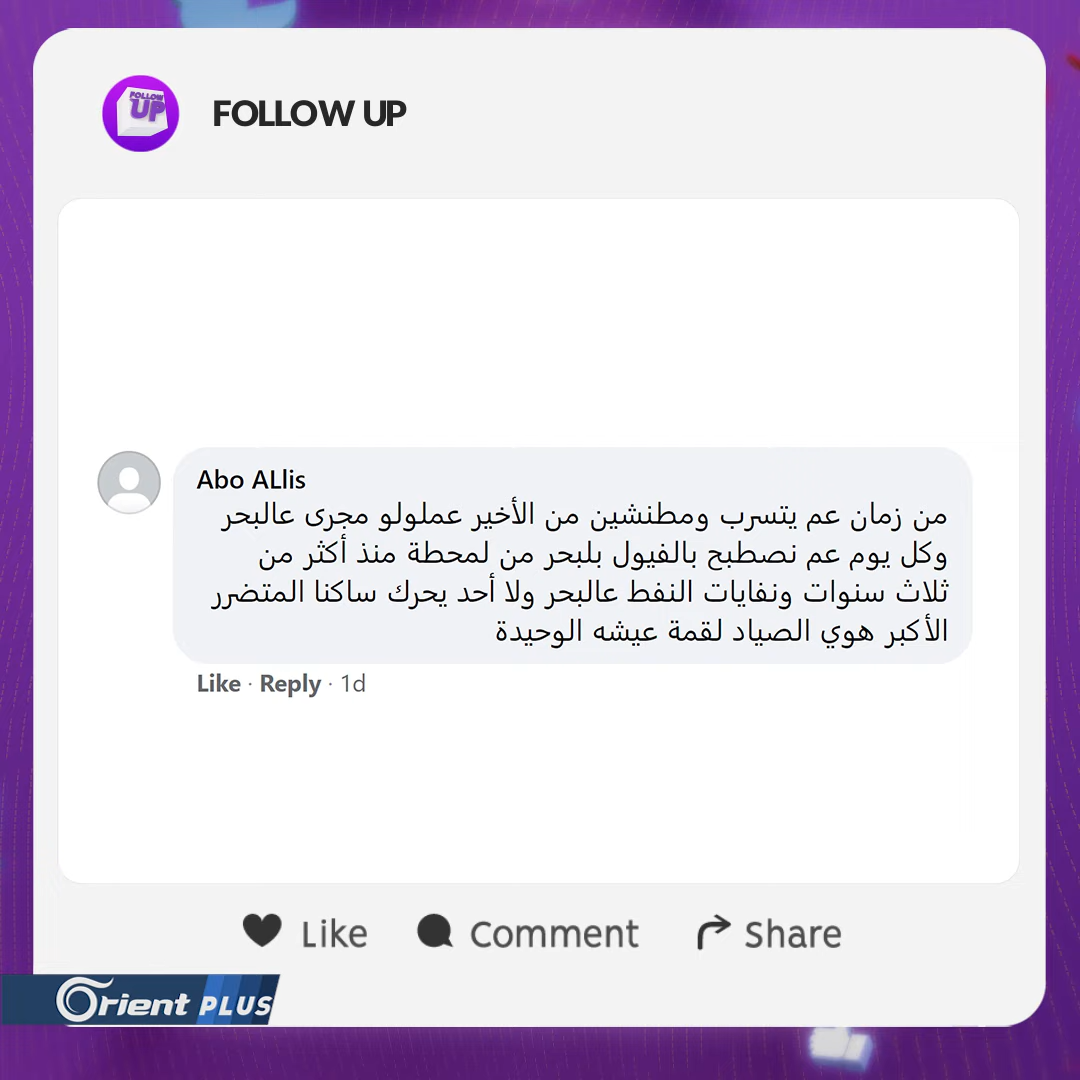 FOLLOW UP
FOLLOW UP
Abo ALlis
من زمان عم يتسرب ومطنشين من الأخير عملولو مجرى عالبحر
وكل يوم عم نصطبح بالفيول بلبحر من لمحطة منذ أكثر من
ثلاث سنوات ونفايات النفط عالبحر ولا أحد يحرك ساكنا المتضرر
الأكبر هوي الصياد لقمة عيشه الوحيدة
Like · Reply · 1d
Like Comment Share
Orient PLUS